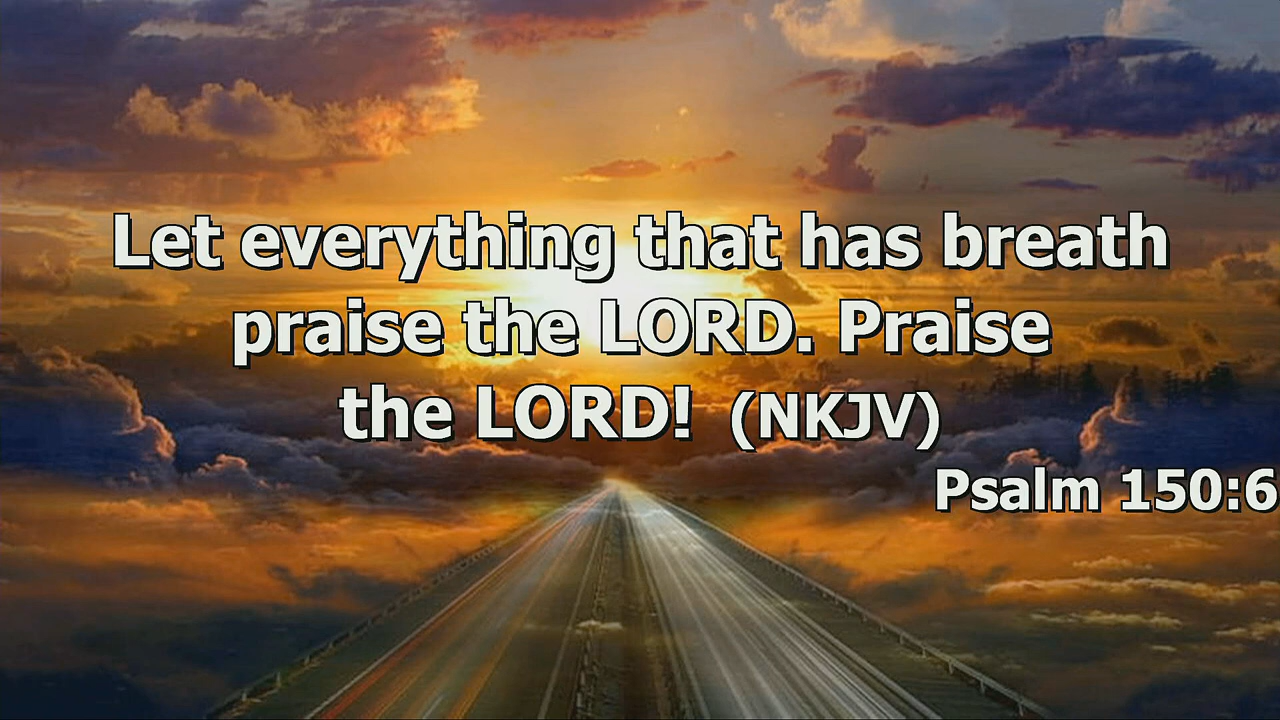 Let everything that has breath
praise the LORD. Praise
the LORD! (NKJV)
Psalm 150:6